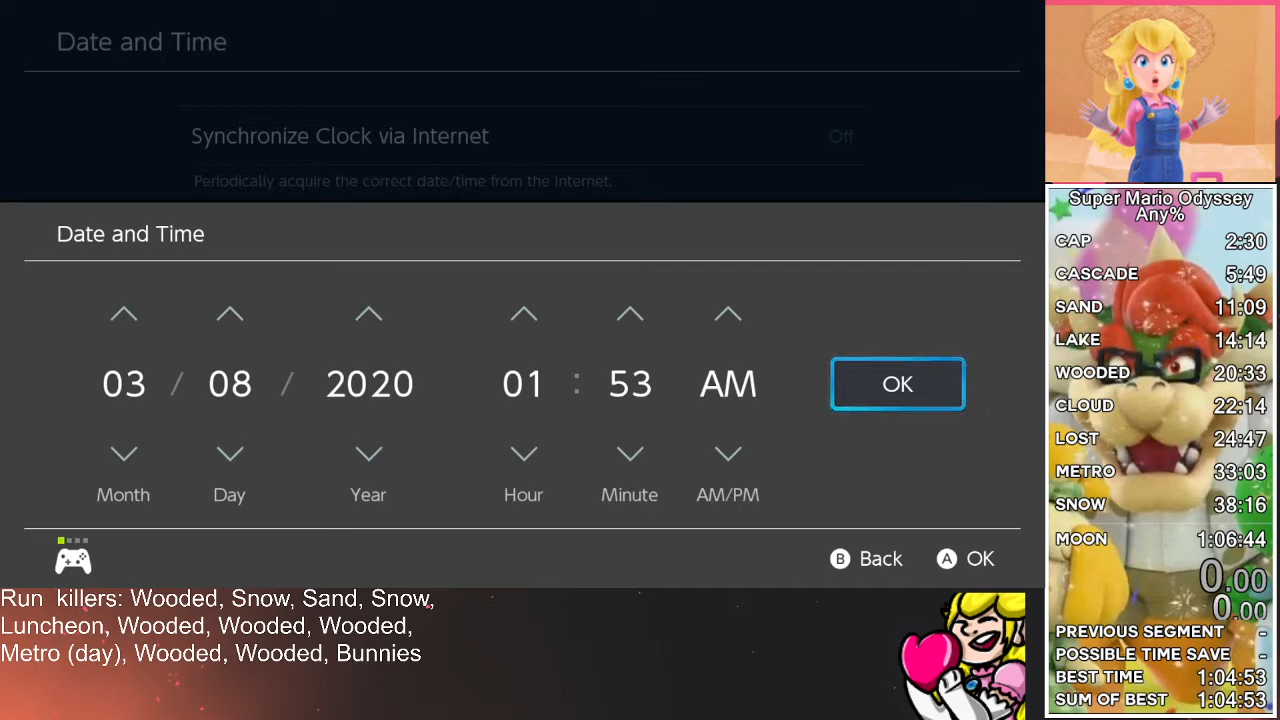 Date and Time
Synchronize Clock via Internet Off
Periodically acquire the correct date/time from the Internet.
Date and Time
03 / 08 / 2020 01 : 53 AM OK
Month Day Year Hour Minute AM/PM
B Back A OK
Run killers: Wooded, Snow, Sand, Snow,
Luncheon, Wooded, Wooded, Wooded,
Metro (day), Wooded, Wooded, Bunnies
Super Mario Odyssey
Any%
CAP 2:30
CASCADE 5:49
SAND 11:09
LAKE 14:14
WOODED 20:33
CLOUD 22:14
LOST 24:47
METRO 33:03
SNOW 38:16
MOON 1:06:44
0.00
0.00
PREVIOUS SEGMENT -
POSSIBLE TIME SAVE -
BEST TIME 1:04:53
SUM OF BEST 1:04:53